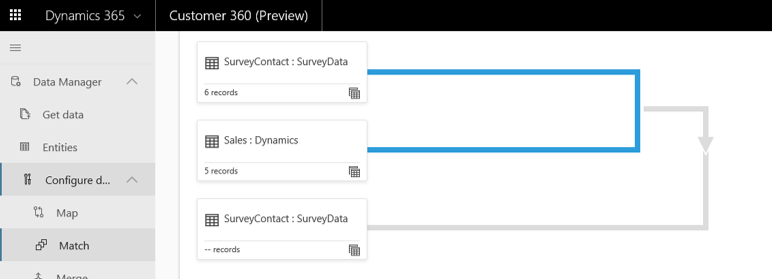 Dynamics 365
Customer 360 (Preview)
Data Manager
Get data
Entities
Configure d...
Map
Match
Merge
SurveyContact : SurveyData
6 records
Sales : Dynamics
5 records
SurveyContact : SurveyData
-- records